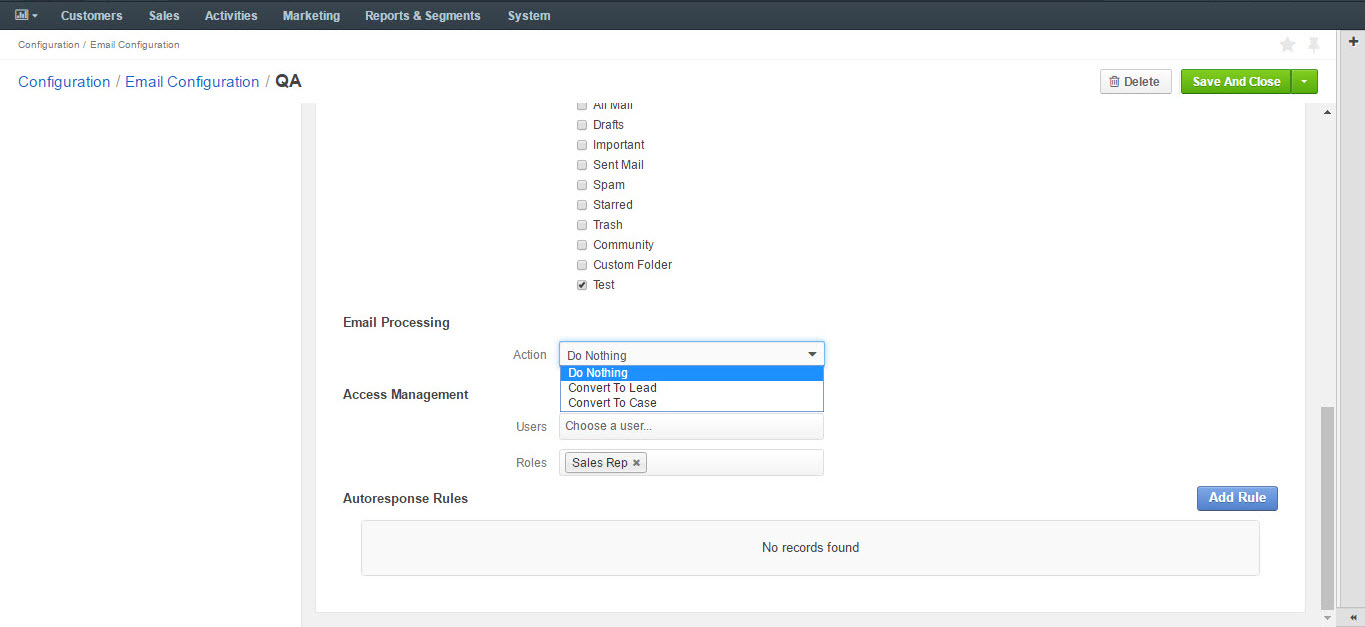 Customers Sales Activities Marketing Reports & Segments System
Configuration / Email Configuration
Configuration / Email Configuration / QA
Delete
Save And Close
All Mail
Drafts
Important
Sent Mail
Spam
Starred
Trash
Community
Custom Folder
Test
Email Processing
Action
Do Nothing
Do Nothing
Convert To Lead
Convert To Case
Access Management
Users
Choose a user...
Roles
Sales Rep
Autoresponse Rules
Add Rule
No records found